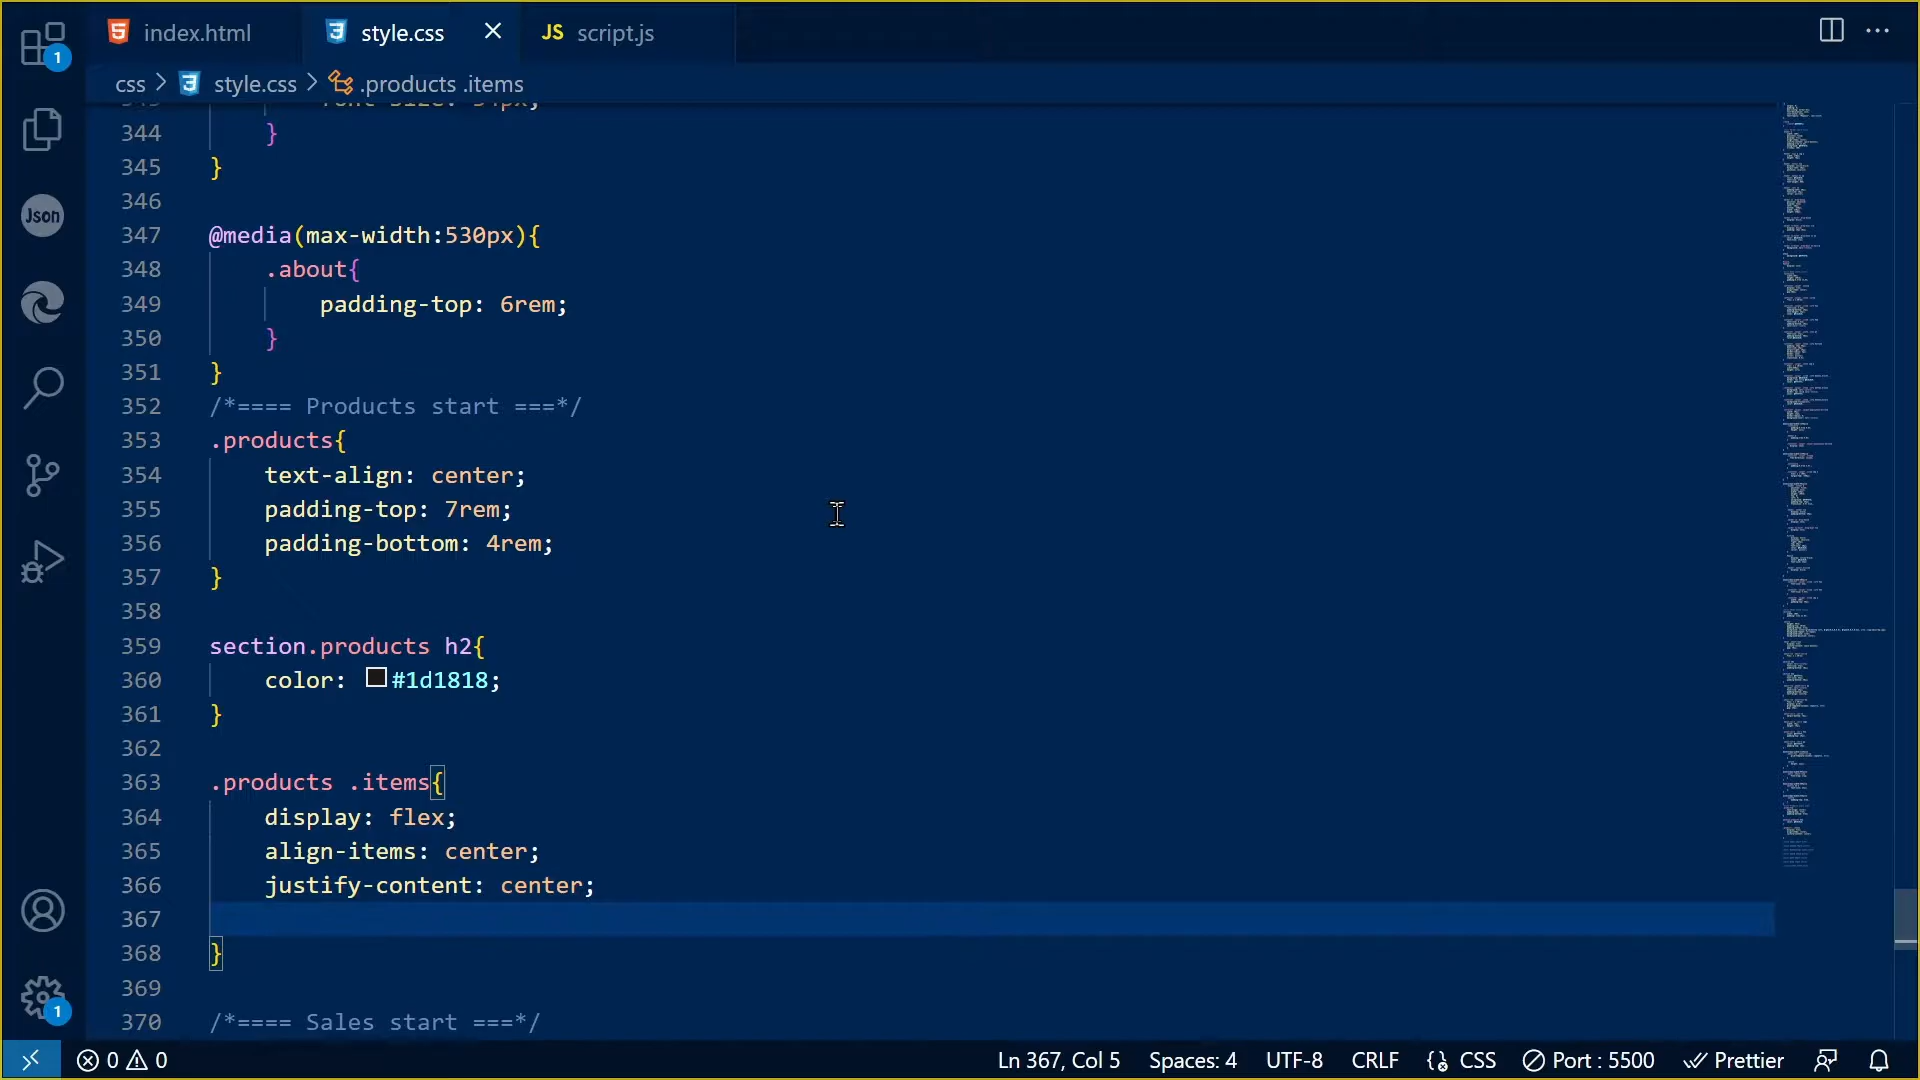 1
index.html
style.css
JS script.js
css > style.css > .products .items
344 }
345 }
346
347 @media(max-width:530px){
348 .about{
349 padding-top: 6rem;
350 }
351 }
352 /*==== Products start ===*/
353 .products{
354 text-align: center;
355 padding-top: 7rem;
356 padding-bottom: 4rem;
357 }
358
359 section.products h2{
360 color: #1d1818;
361 }
362
363 .products .items{
364 display: flex;
365 align-items: center;
366 justify-content: center;
367
368 }
369
370 /*==== Sales start ===*/
Json
1
0 0
Ln 367, Col 5
Spaces: 4
UTF-8
CRLF
CSS
Port : 5500
Prettier